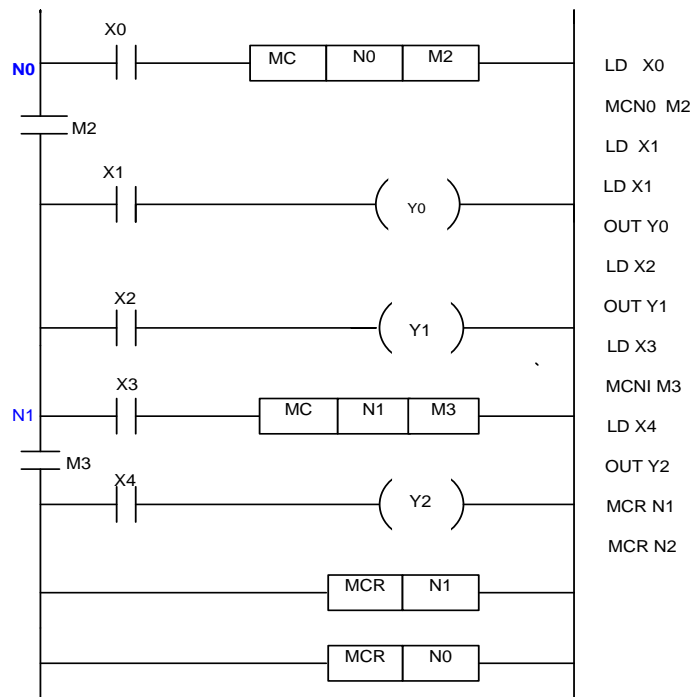 X0
N0
MC N0 M2
M2
X1
Y0
X2
Y1
X3
N1
MC N1 M3
M3
X4
Y2
MCR N1
MCR N0
LD X0
MCN0 M2
LD X1
LD X1
OUT Y0
LD X2
OUT Y1
LD X3
MCNI M3
LD X4
OUT Y2
MCR N1
MCR N2